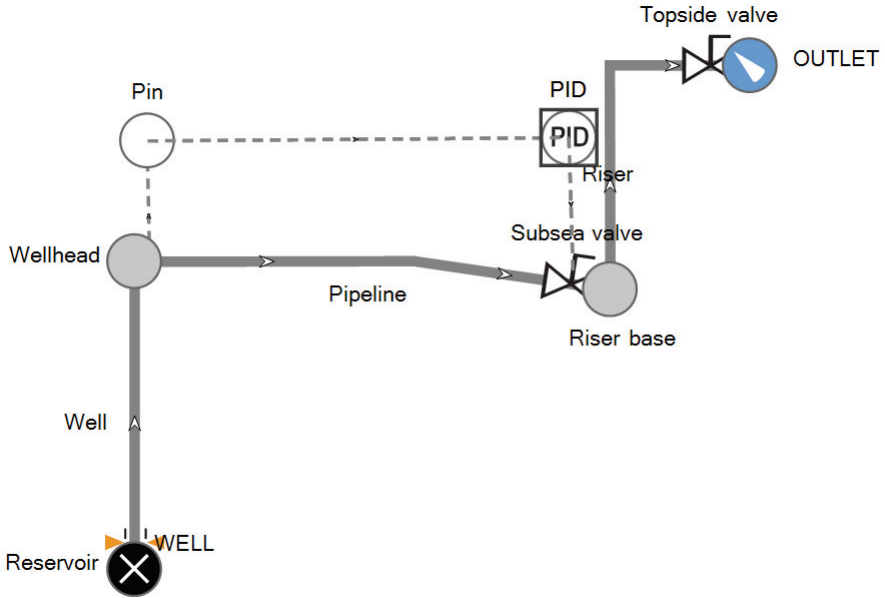 Topside valve
OUTLET
Pin
PID
PID
Riser
Subsea valve
Wellhead
Pipeline
Riser base
Well
WELL
Reservoir